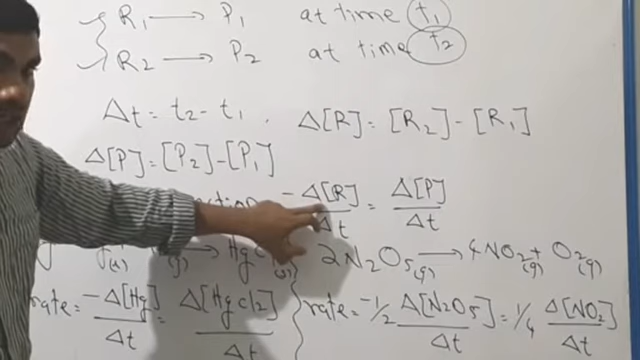 R₁ → P₁ at time t₁
R₂ → P₂ at time t₂
Δt = t₂ - t₁. Δ[R] = [R₂] - [R₁]
Δ[P] = [P₂] - [P₁]
-Δ[R]/Δt = Δ[P]/Δt
(g) → HgCl 2N₂O₅(g) → 4NO₂(g) + O₂(g)
rate = -Δ[Hg]/Δt = Δ[HgCl₂]/Δt rate = -1/2 Δ[N₂O₅]/Δt = 1/4 Δ[NO₂]/Δt